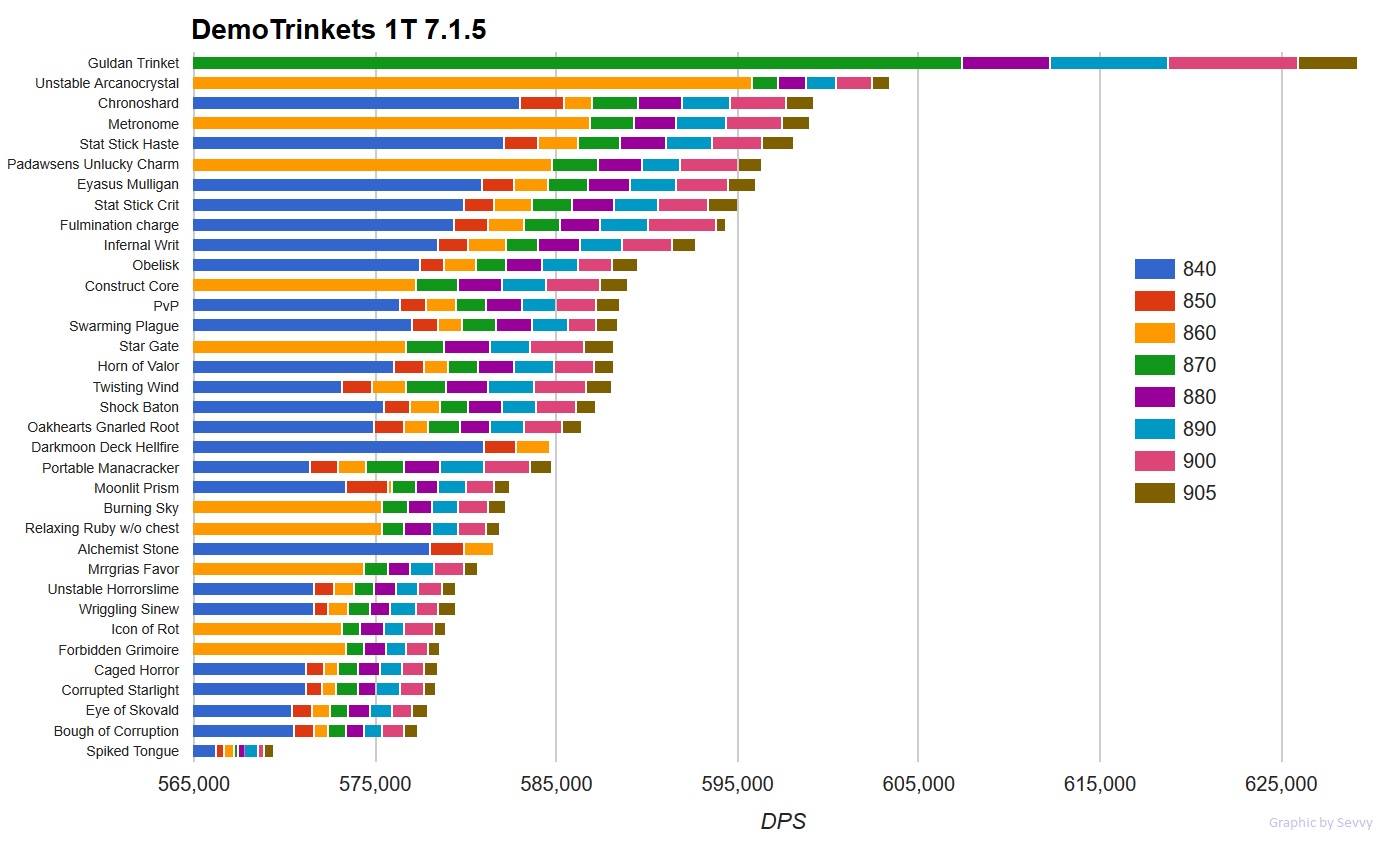 DemoTrinkets 1T 7.1.5
Guldan Trinket
Unstable Arcanocrystal
Chronoshard
Metronome
Stat Stick Haste
Padawsens Unlucky Charm
Eyasus Mulligan
Stat Stick Crit
Fulmination charge
Infernal Writ
Obelisk
Construct Core
PvP
Swarming Plague
Star Gate
Horn of Valor
Twisting Wind
Shock Baton
Oakhearts Gnarled Root
Darkmoon Deck Hellfire
Portable Manacracker
Moonlit Prism
Burning Sky
Relaxing Ruby w/o chest
Alchemist Stone
Mrrgrias Favor
Unstable Horrorslime
Wriggling Sinew
Icon of Rot
Forbidden Grimoire
Caged Horror
Corrupted Starlight
Eye of Skovald
Bough of Corruption
Spiked Tongue
840
850
860
870
880
890
900
905
565,000 575,000 585,000 595,000 605,000 615,000 625,000
DPS
Graphic by Sevvy